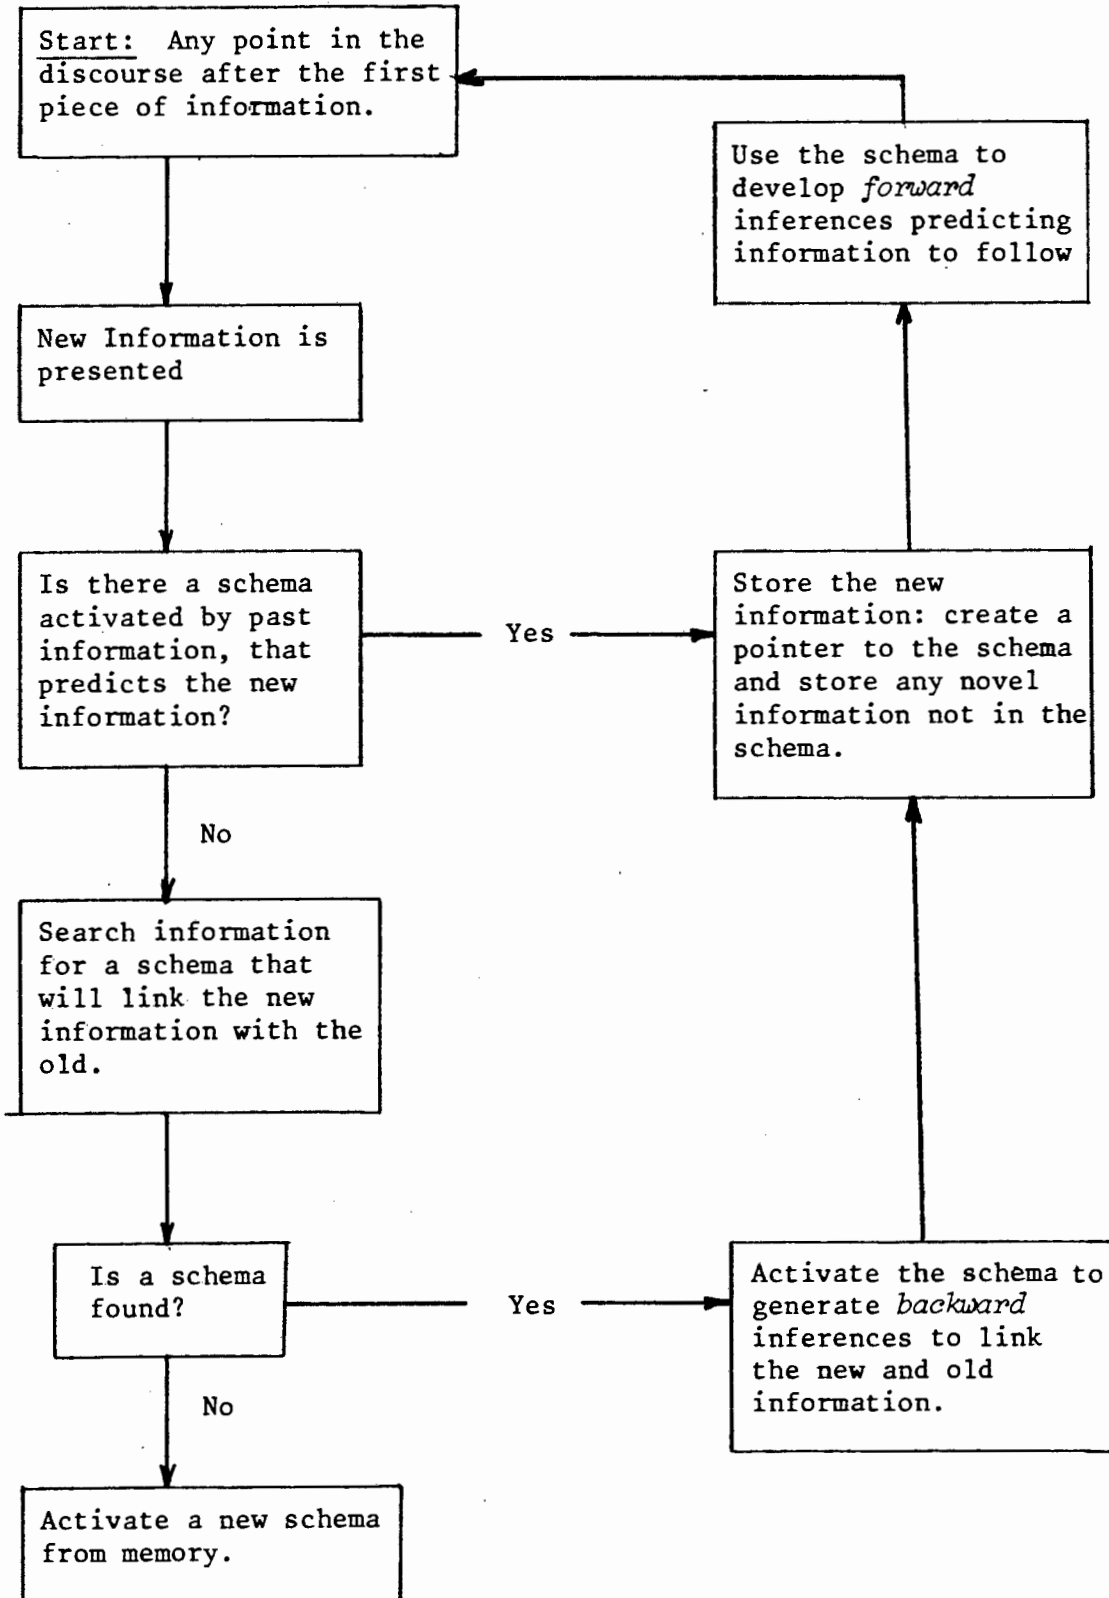 Start: Any point in the
discourse after the first
piece of information.
Use the schema to
develop forward
inferences predicting
information to follow
New Information is
presented
Is there a schema
activated by past
information, that
predicts the new
information?
Yes
Store the new
information: create a
pointer to the schema
and store any novel
information not in the
schema.
No
Search information
for a schema that
will link the new
information with the
old.
Is a schema
found?
Yes
Activate the schema to
generate backward
inferences to link
the new and old
information.
No
Activate a new schema
from memory.